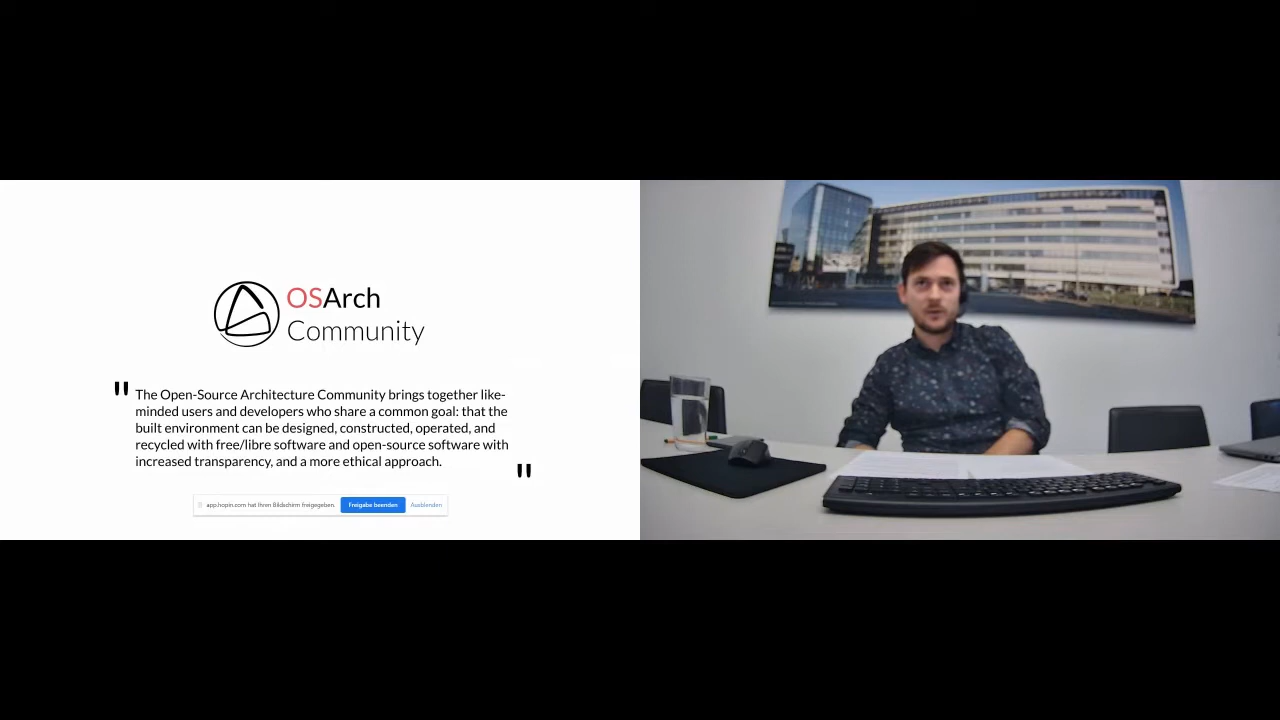 OSArch
Community
"
The Open-Source Architecture Community brings together like-
minded users and developers who share a common goal: that the
built environment can be designed, constructed, operated, and
recycled with free/libre software and open-source software with
increased transparency, and a more ethical approach.
"
app.hopin.com hat Ihren Bildschirm freigegeben. Freigabe beenden Ausblenden